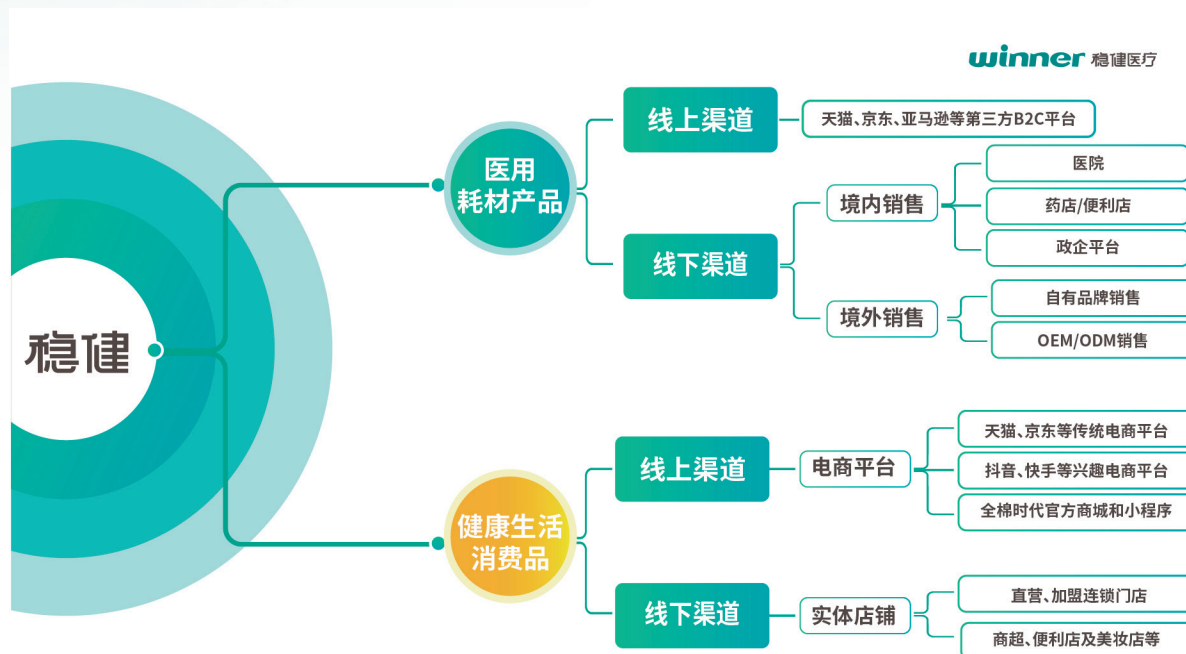 winner 稳健医疗
稳健
医用
耗材产品
线上渠道
天猫、京东、亚马逊等第三方B2C平台
线下渠道
境内销售
医院
药店/便利店
政企平台
境外销售
自有品牌销售
OEM/ODM销售
健康生活
消费品
线上渠道
电商平台
天猫、京东等传统电商平台
抖音、快手等兴趣电商平台
全棉时代官方商城和小程序
线下渠道
实体店铺
直营、加盟连锁门店
商超、便利店及美妆店等